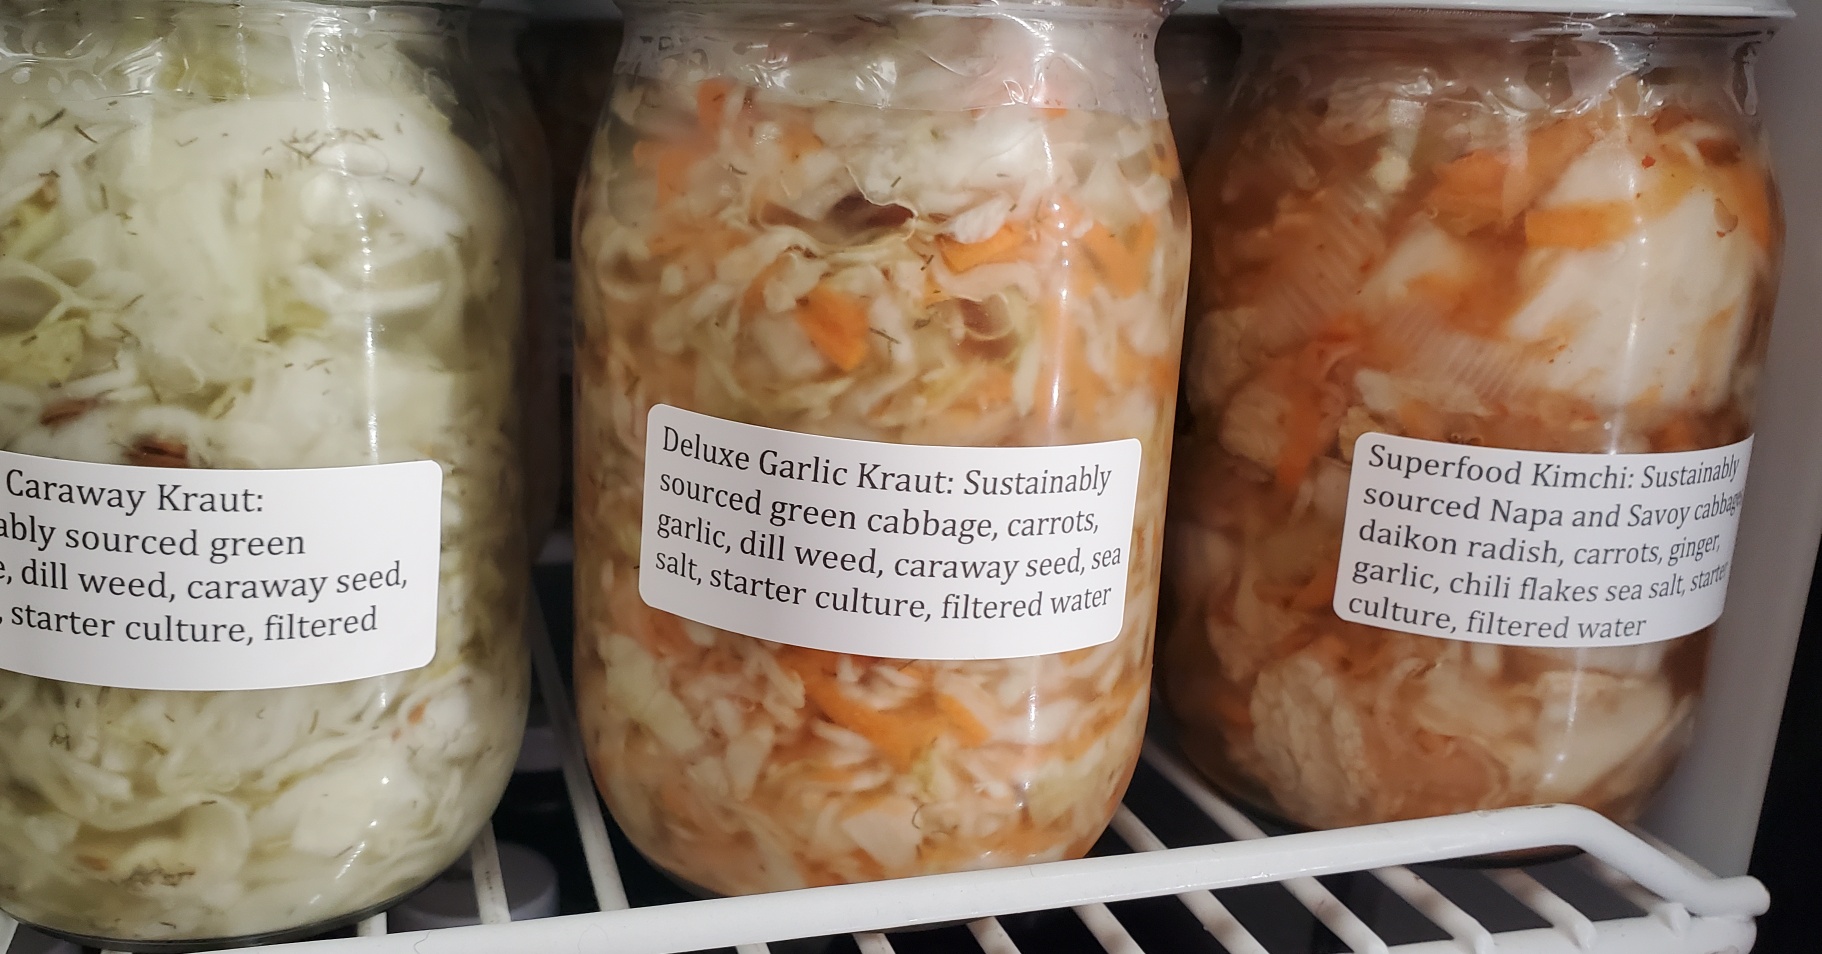 Caraway Kraut:
ably sourced green
e, dill weed, caraway seed,
, starter culture, filtered
Deluxe Garlic Kraut: Sustainably
sourced green cabbage, carrots,
garlic, dill weed, caraway seed, sea
salt, starter culture, filtered water
Superfood Kimchi: Sustainably
sourced Napa and Savoy cabbage
daikon radish, carrots, ginger,
garlic, chili flakes sea salt, starter
culture, filtered water